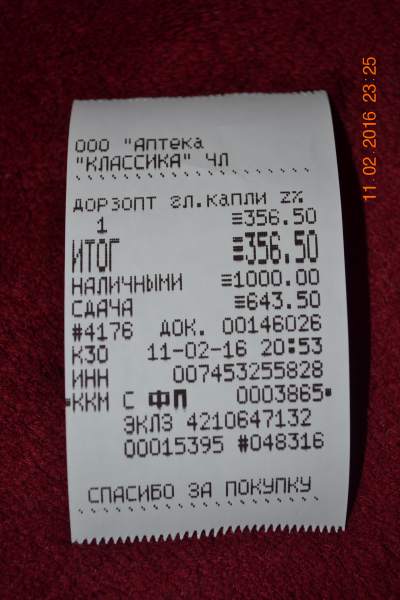 ООО "Аптека
"КЛАССИКА" ЧЛ
ДОРЗОПТ гл.капли 2%
1 ≡356.50
ИТОГ ≡356.50
НАЛИЧНЫМИ ≡1000.00
СДАЧА ≡643.50
#4176 ДОК. 00146026
К30 11-02-16 20:53
ИНН 007453255828
ККМ С ФП 0003865
ЭКЛЗ 4210647132
00015395 #048316
СПАСИБО ЗА ПОКУПКУ
11.02.2016 23:25